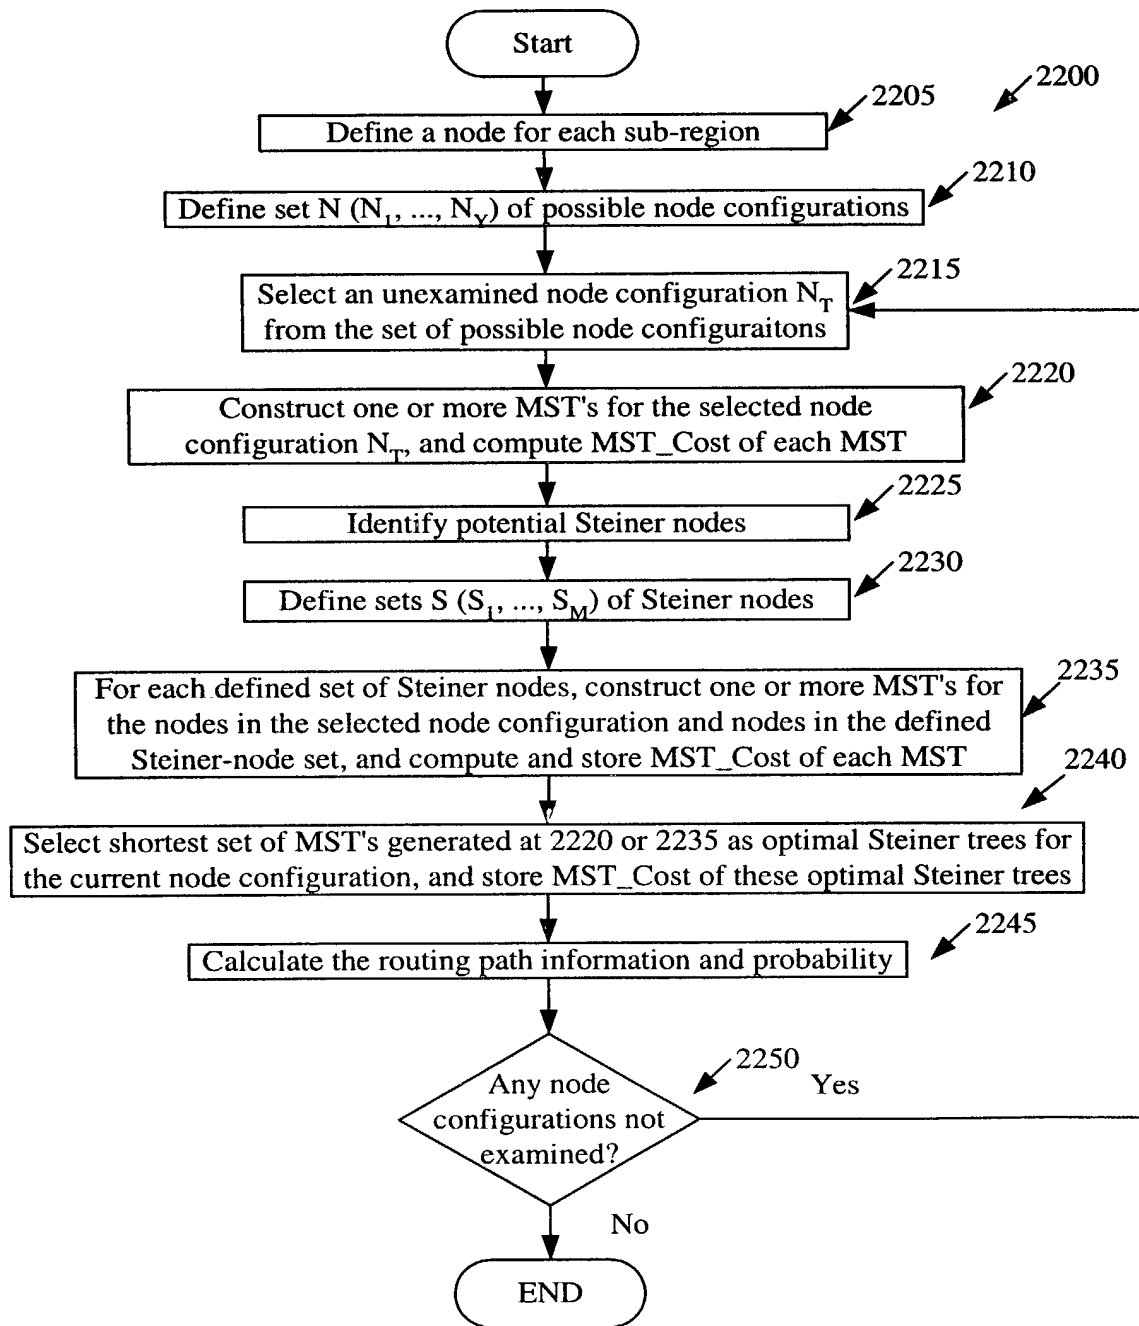 Start
2200
2205
Define a node for each sub-region
2210
Define set N (N1, ..., NY) of possible node configurations
2215
Select an unexamined node configuration NT
from the set of possible node configuraitons
2220
Construct one or more MST's for the selected node
configuration NT, and compute MST_Cost of each MST
2225
Identify potential Steiner nodes
2230
Define sets S (S1, ..., SM) of Steiner nodes
2235
For each defined set of Steiner nodes, construct one or more MST's for
the nodes in the selected node configuration and nodes in the defined
Steiner-node set, and compute and store MST_Cost of each MST
2240
Select shortest set of MST's generated at 2220 or 2235 as optimal Steiner trees for
the current node configuration, and store MST_Cost of these optimal Steiner trees
2245
Calculate the routing path information and probability
2250
Any node
configurations not
examined?
Yes
No
END